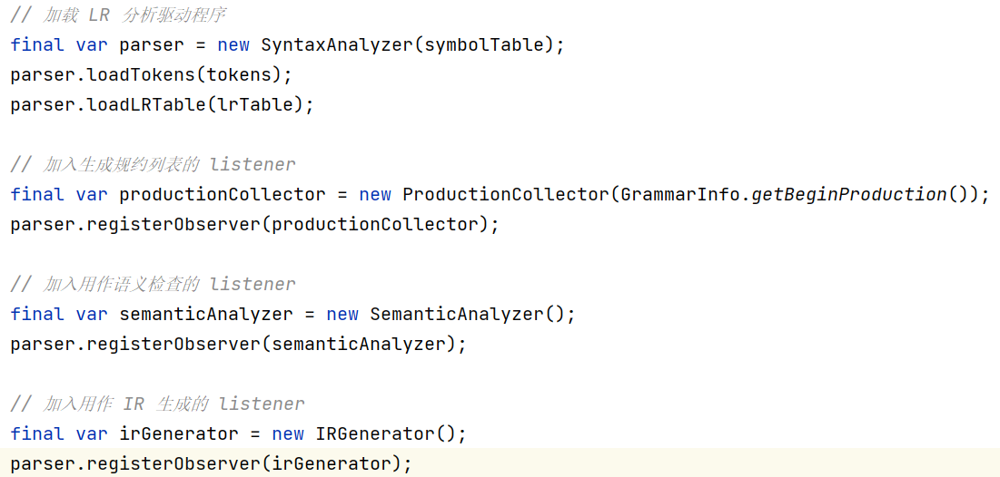 // 加载 LR 分析驱动程序
final var parser = new SyntaxAnalyzer(symbolTable);
parser.loadTokens(tokens);
parser.loadLRTable(lrTable);
// 加入生成规约列表的 listener
final var productionCollector = new ProductionCollector(GrammarInfo.getBeginProduction());
parser.registerObserver(productionCollector);
// 加入用作语义检查的 listener
final var semanticAnalyzer = new SemanticAnalyzer();
parser.registerObserver(semanticAnalyzer);
// 加入用作 IR 生成的 listener
final var irGenerator = new IRGenerator();
parser.registerObserver(irGenerator);